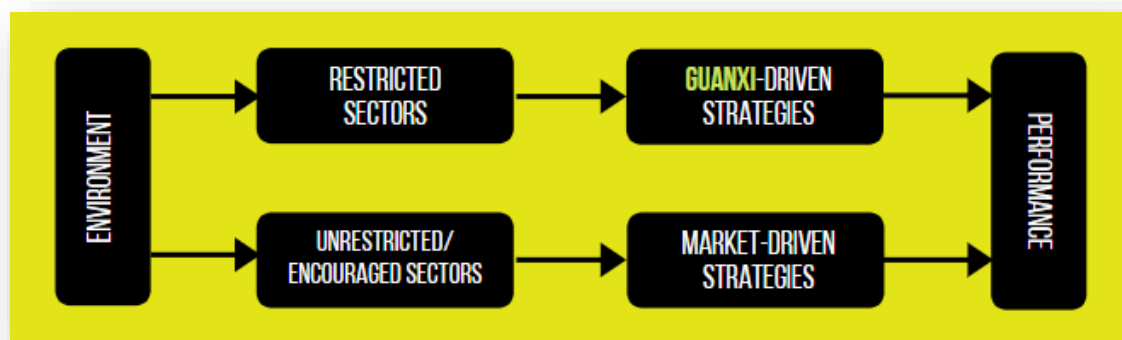 ENVIRONMENT
RESTRICTED
SECTORS
GUANXI-DRIVEN
STRATEGIES
UNRESTRICTED/
ENCOURAGED SECTORS
MARKET-DRIVEN
STRATEGIES
PERFORMANCE